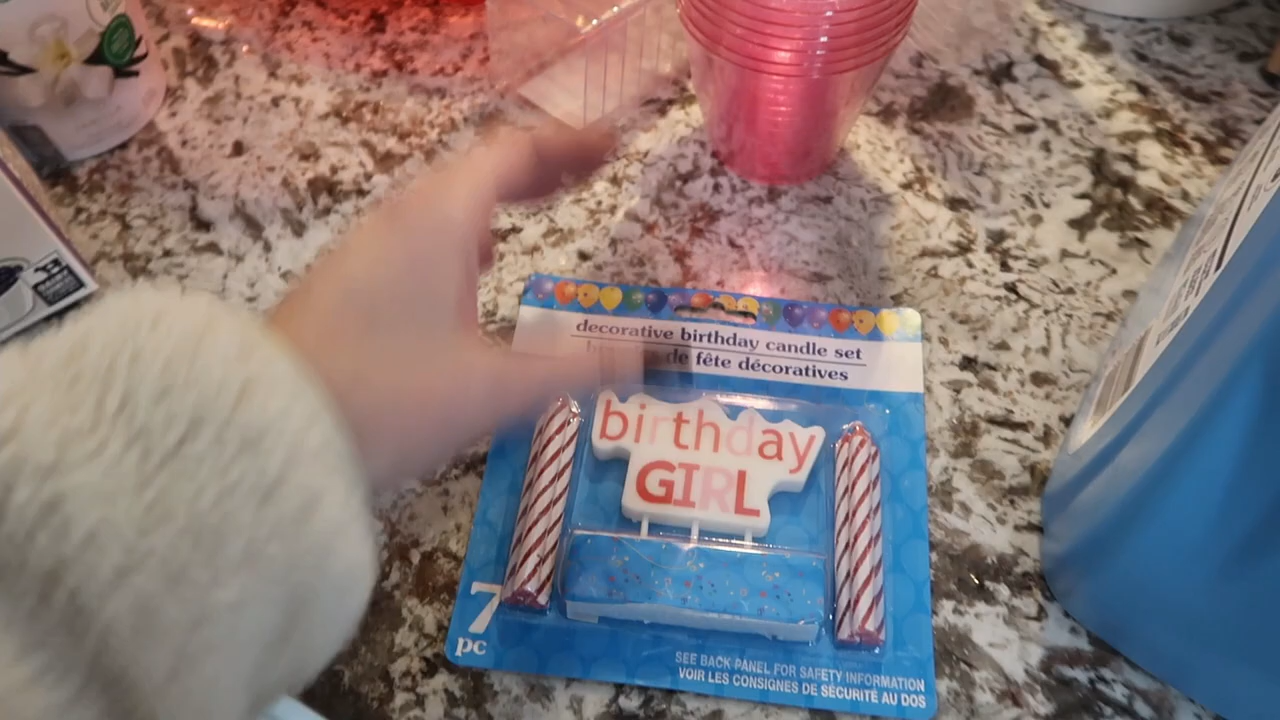 decorative birthday candle set
de fête décoratives
birthday
GIRL
7
pc
SEE BACK PANEL FOR SAFETY INFORMATION
VOIR LES CONSIGNES DE SÉCURITÉ AU DOS